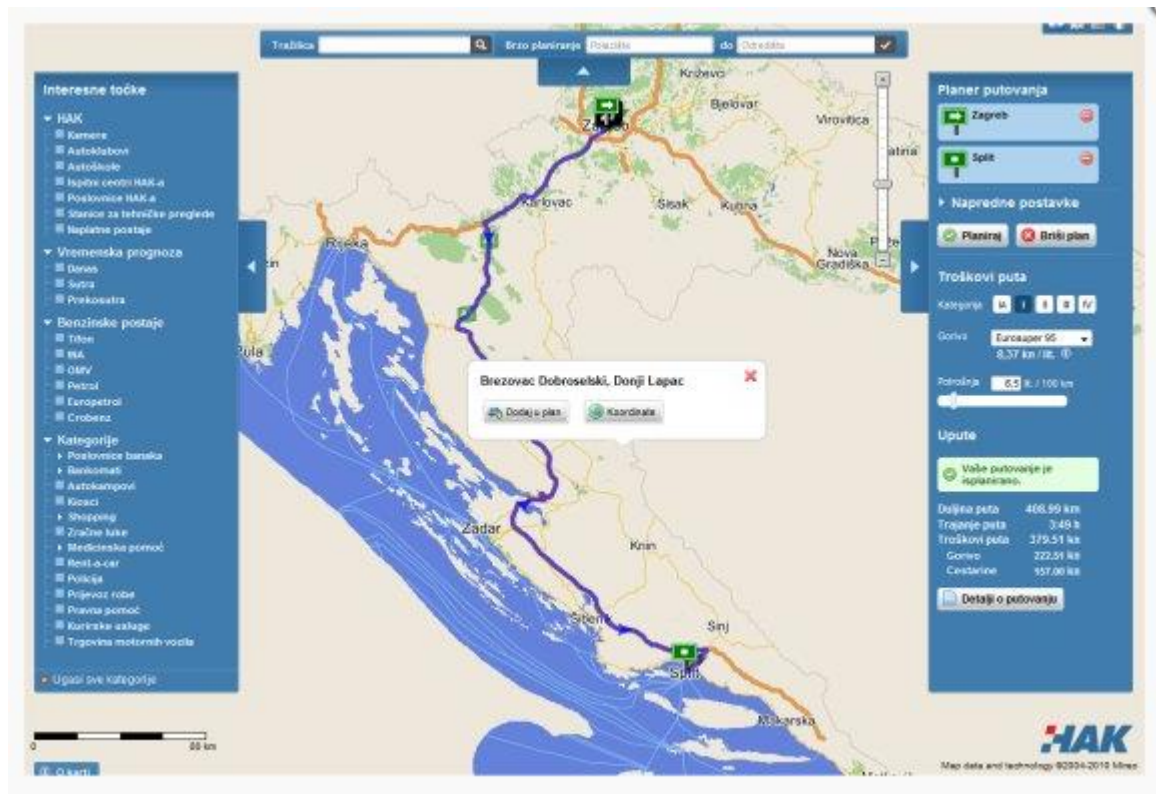 Tražilica
Brzo planiranje Polazište do Odredište
Interesne točke
HAK
Kamere
Autoklubovi
Autoškole
Ispitni centri HAK-a
Poslovnice HAK-a
Stanice za tehničke preglede
Naplatne postaje
Vremenska prognoza
Danas
Sutra
Prekosutra
Benzinske postaje
Tifon
INA
OMV
Petrol
Europetrol
Crobenz
Kategorije
Poslovnice banaka
Bankomati
Autokampovi
Kiosci
Shopping
Zračne luke
Medicinska pomoć
Rent-a-car
Policija
Prijevoz robe
Pravna pomoć
Kurirske usluge
Trgovina motornih vozila
Ugasi sve kategorije
0
88 km
O karti
Križevci
Bjelovar
Virovitica
Zagreb
Karlovac
Sisak
Kutina
Nova
Gradiška
Rijeka
Pula
Brezovac Dobroselski, Donji Lapac
Dodaj u plan
Koordinate
Zadar
Knin
Šibenik
Sinj
Split
Makarska
Planer putovanja
Zagreb
Split
Napredne postavke
Planiraj
Briši plan
Troškovi puta
Kategorija IA I II III IV
Gorivo Eurosuper 95
8,37 kn / lit.
Potrošnja 6,5 lit. / 100 km
Upute
Vaše putovanje je
isplanirano.
Duljina puta 408.99 km
Trajanje puta 3:49 h
Troškovi puta 379.51 kn
Gorivo 222.51 kn
Cestarine 157.00 kn
Detalji o putovanju
HAK
Map data and technology ©2004-2010 Mireo